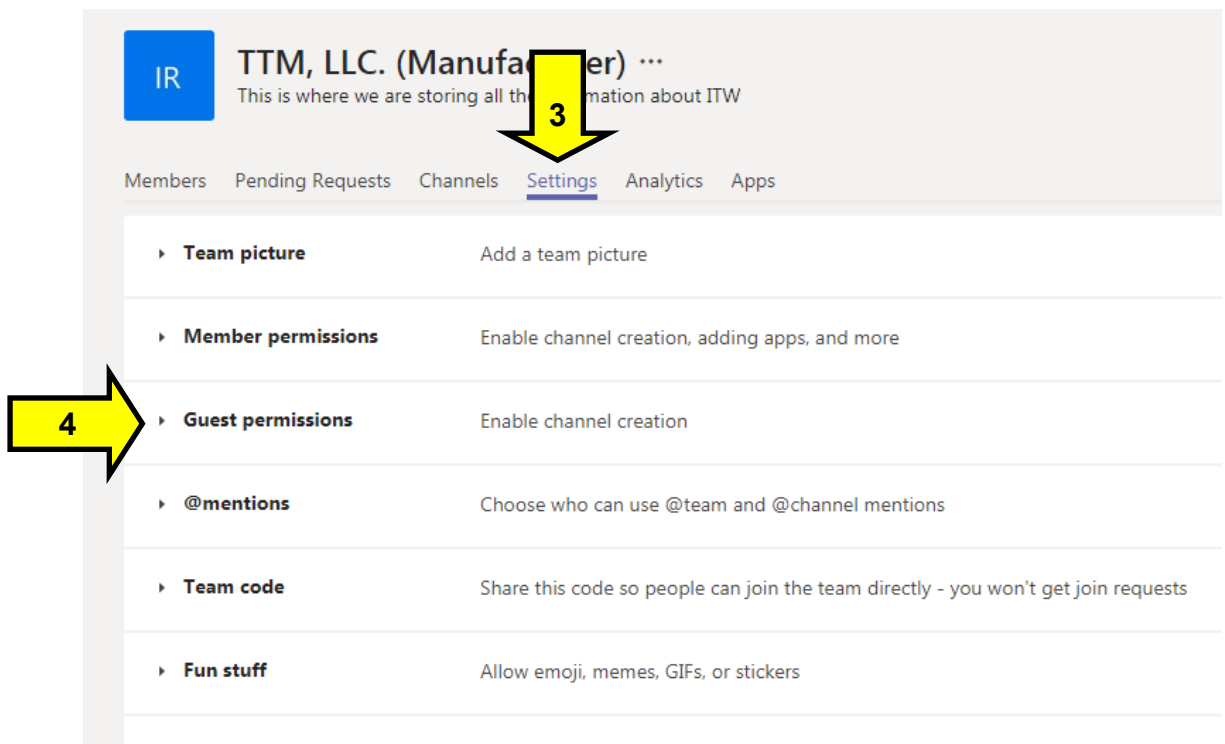 IR
TTM, LLC. (Manufa er) ···
This is where we are storing all th mation about ITW
3
Members Pending Requests Channels Settings Analytics Apps
Team picture Add a team picture
Member permissions Enable channel creation, adding apps, and more
4
Guest permissions Enable channel creation
@mentions Choose who can use @team and @channel mentions
Team code Share this code so people can join the team directly - you won't get join requests
Fun stuff Allow emoji, memes, GIFs, or stickers